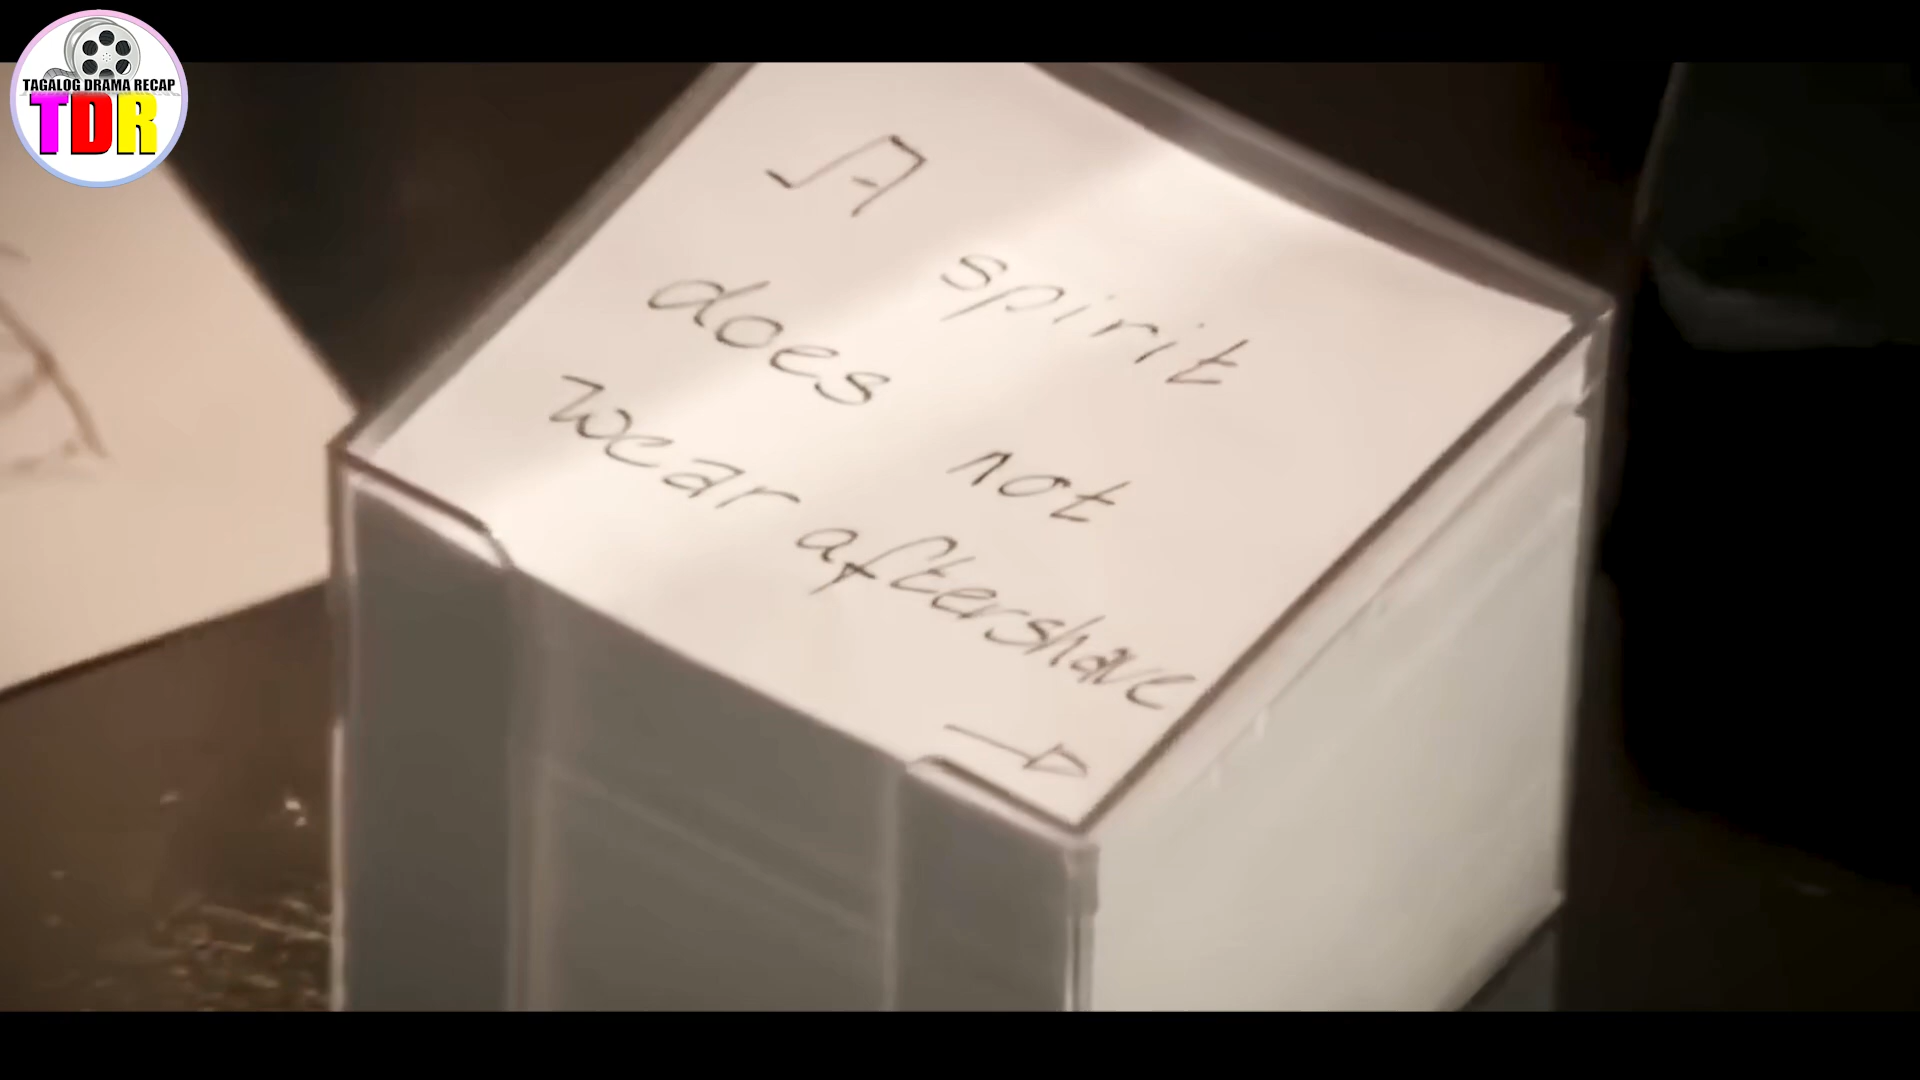 TAGALOG DRAMA RECAP
TDR
A spirit
does not
wear aftershave